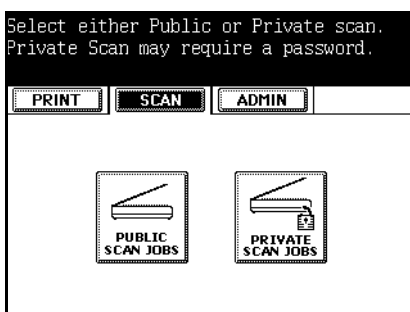 Select either Public or Private scan.
Private Scan may require a password.
PRINT SCAN ADMIN
PUBLIC
SCAN JOBS
PRIVATE
SCAN JOBS